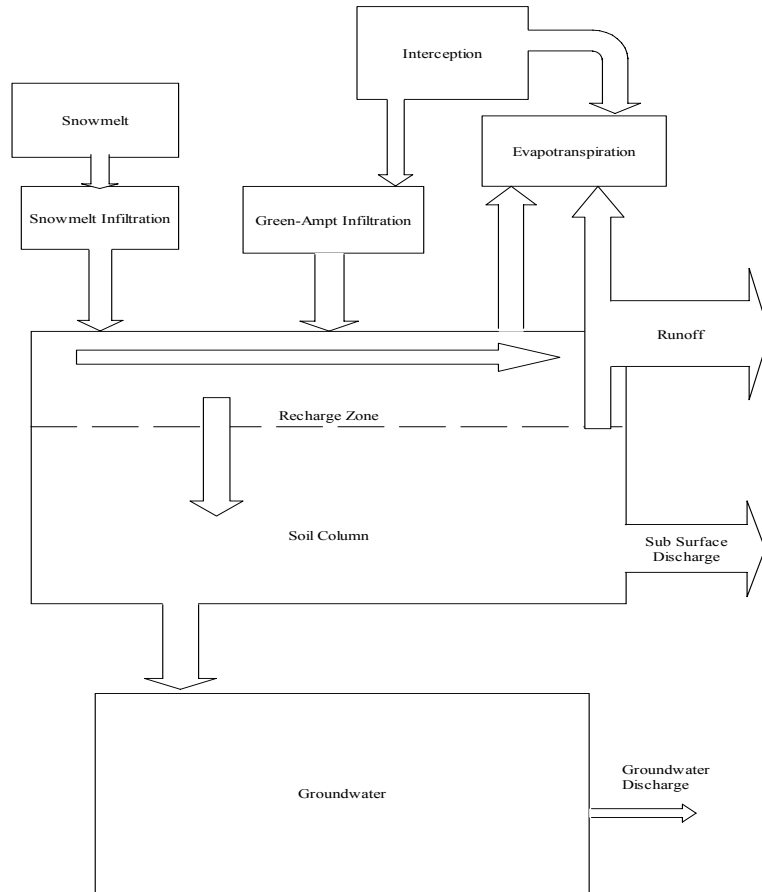 Interception
Snowmelt
Evapotranspiration
Snowmelt Infiltration
Green-Ampt Infiltration
Runoff
Recharge Zone
Soil Column
Sub Surface
Discharge
Groundwater
Discharge
Groundwater